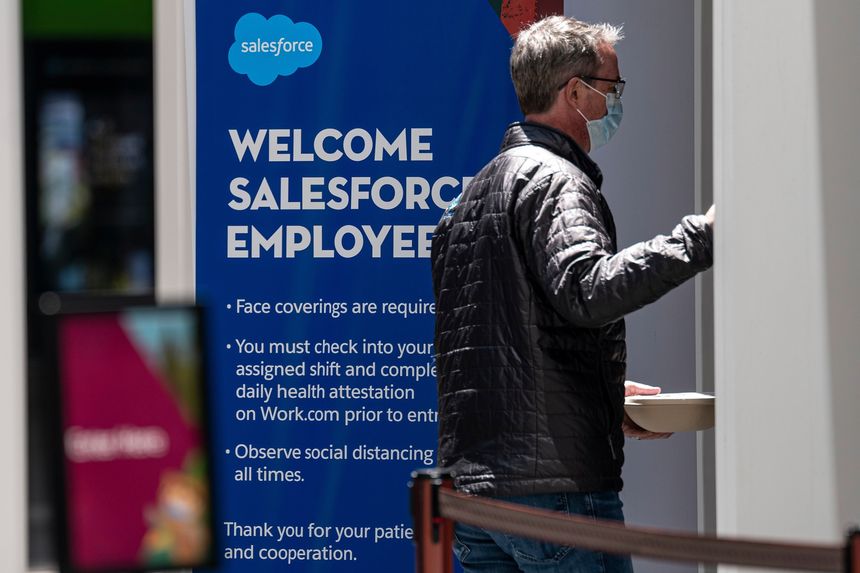 salesforce
WELCOME
SALESFORC
EMPLOYEE
• Face coverings are require
• You must check into your
assigned shift and comple
daily health attestation
on Work.com prior to entr
• Observe social distancing
all times.
Thank you for your patie
and cooperation.